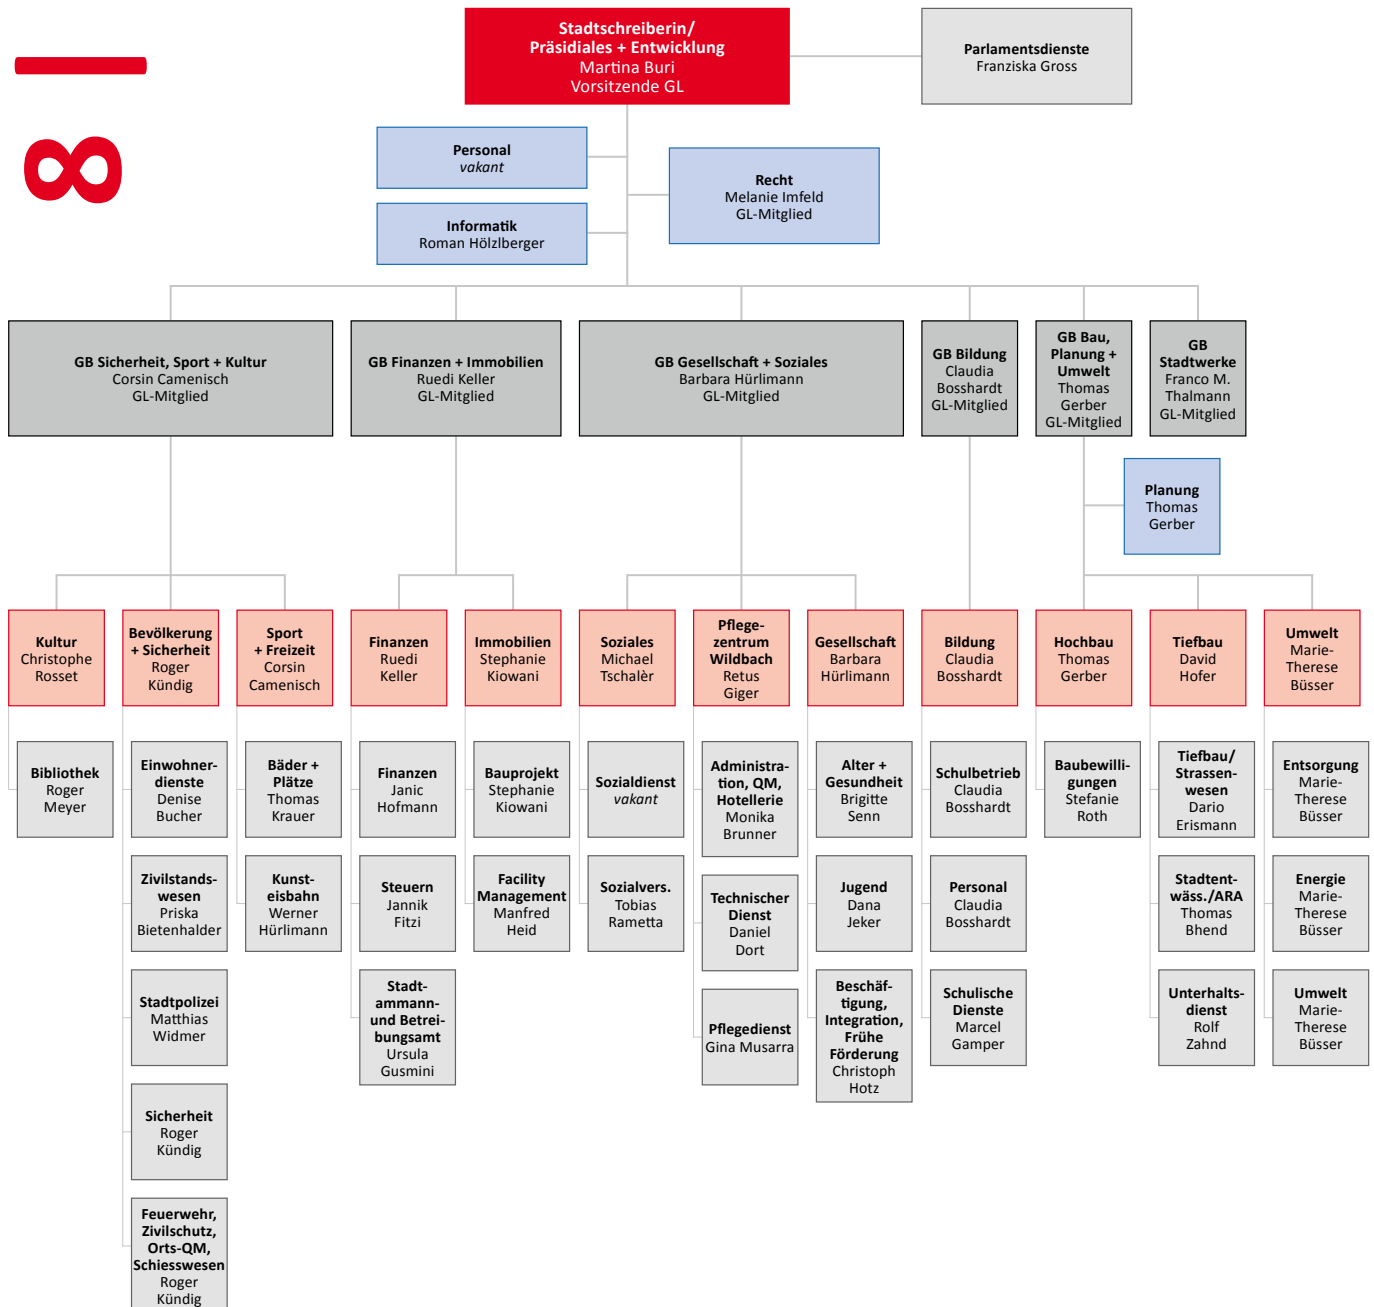 Stadtschreiberin/
Präsidiales + Entwicklung
Martina Buri
Vorsitzende GL
Parlamentsdienste
Franziska Gross
8
Personal
vakant
Recht
Melanie Imfeld
GL-Mitglied
Informatik
Roman Hölzlberger
GB Sicherheit, Sport + Kultur
Corsin Camenisch
GL-Mitglied
GB Finanzen + Immobilien
Ruedi Keller
GL-Mitglied
GB Gesellschaft + Soziales
Barbara Hürlimann
GL-Mitglied
GB Bildung
Claudia
Bosshardt
GL-Mitglied
GB Bau,
Planung +
Umwelt
Thomas
Gerber
GL-Mitglied
GB
Stadtwerke
Franco M.
Thalmann
GL-Mitglied
Planung
Thomas
Gerber
Kultur
Christophe
Rosset
Bevölkerung
+ Sicherheit
Roger
Kündig
Sport
+ Freizeit
Corsin
Camenisch
Finanzen
Ruedi
Keller
Immobilien
Stephanie
Kiowani
Soziales
Michael
Tschalèr
Pflege-
zentrum
Wildbach
Retus
Giger
Gesellschaft
Barbara
Hürlimann
Bildung
Claudia
Bosshardt
Hochbau
Thomas
Gerber
Tiefbau
David
Hofer
Umwelt
Marie-
Therese
Büsser
Bibliothek
Roger
Meyer
Einwohner-
dienste
Denise
Bucher
Bäder +
Plätze
Thomas
Krauer
Finanzen
Janic
Hofmann
Bauprojekt
Stephanie
Kiowani
Sozialdienst
vakant
Administra-
tion, QM,
Hotellerie
Monika
Brunner
Alter +
Gesundheit
Brigitte
Senn
Schulbetrieb
Claudia
Bosshardt
Baubewilli-
gungen
Stefanie
Roth
Tiefbau/
Strassen-
wesen
Dario
Erismann
Entsorgung
Marie-
Therese
Büsser
Zivilstands-
wesen
Priska
Bietenhalder
Kunst-
eisbahn
Werner
Hürlimann
Steuern
Jannik
Fitzi
Facility
Management
Manfred
Heid
Sozialvers.
Tobias
Rametta
Technischer
Dienst
Daniel
Dort
Jugend
Dana
Jeker
Personal
Claudia
Bosshardt
Stadtent-
wäss./ARA
Thomas
Bhend
Energie
Marie-
Therese
Büsser
Stadtpolizei
Matthias
Widmer
Stadt-
ammann-
und Betrei-
bungsamt
Ursula
Gusmini
Pflegedienst
Gina Musarra
Beschäf-
tigung,
Integration,
Frühe
Förderung
Christoph
Hotz
Schulische
Dienste
Marcel
Gamper
Unterhalts-
dienst
Rolf
Zahnd
Umwelt
Marie-
Therese
Büsser
Sicherheit
Roger
Kündig
Feuerwehr,
Zivilschutz,
Orts-QM,
Schiesswesen
Roger
Kündig